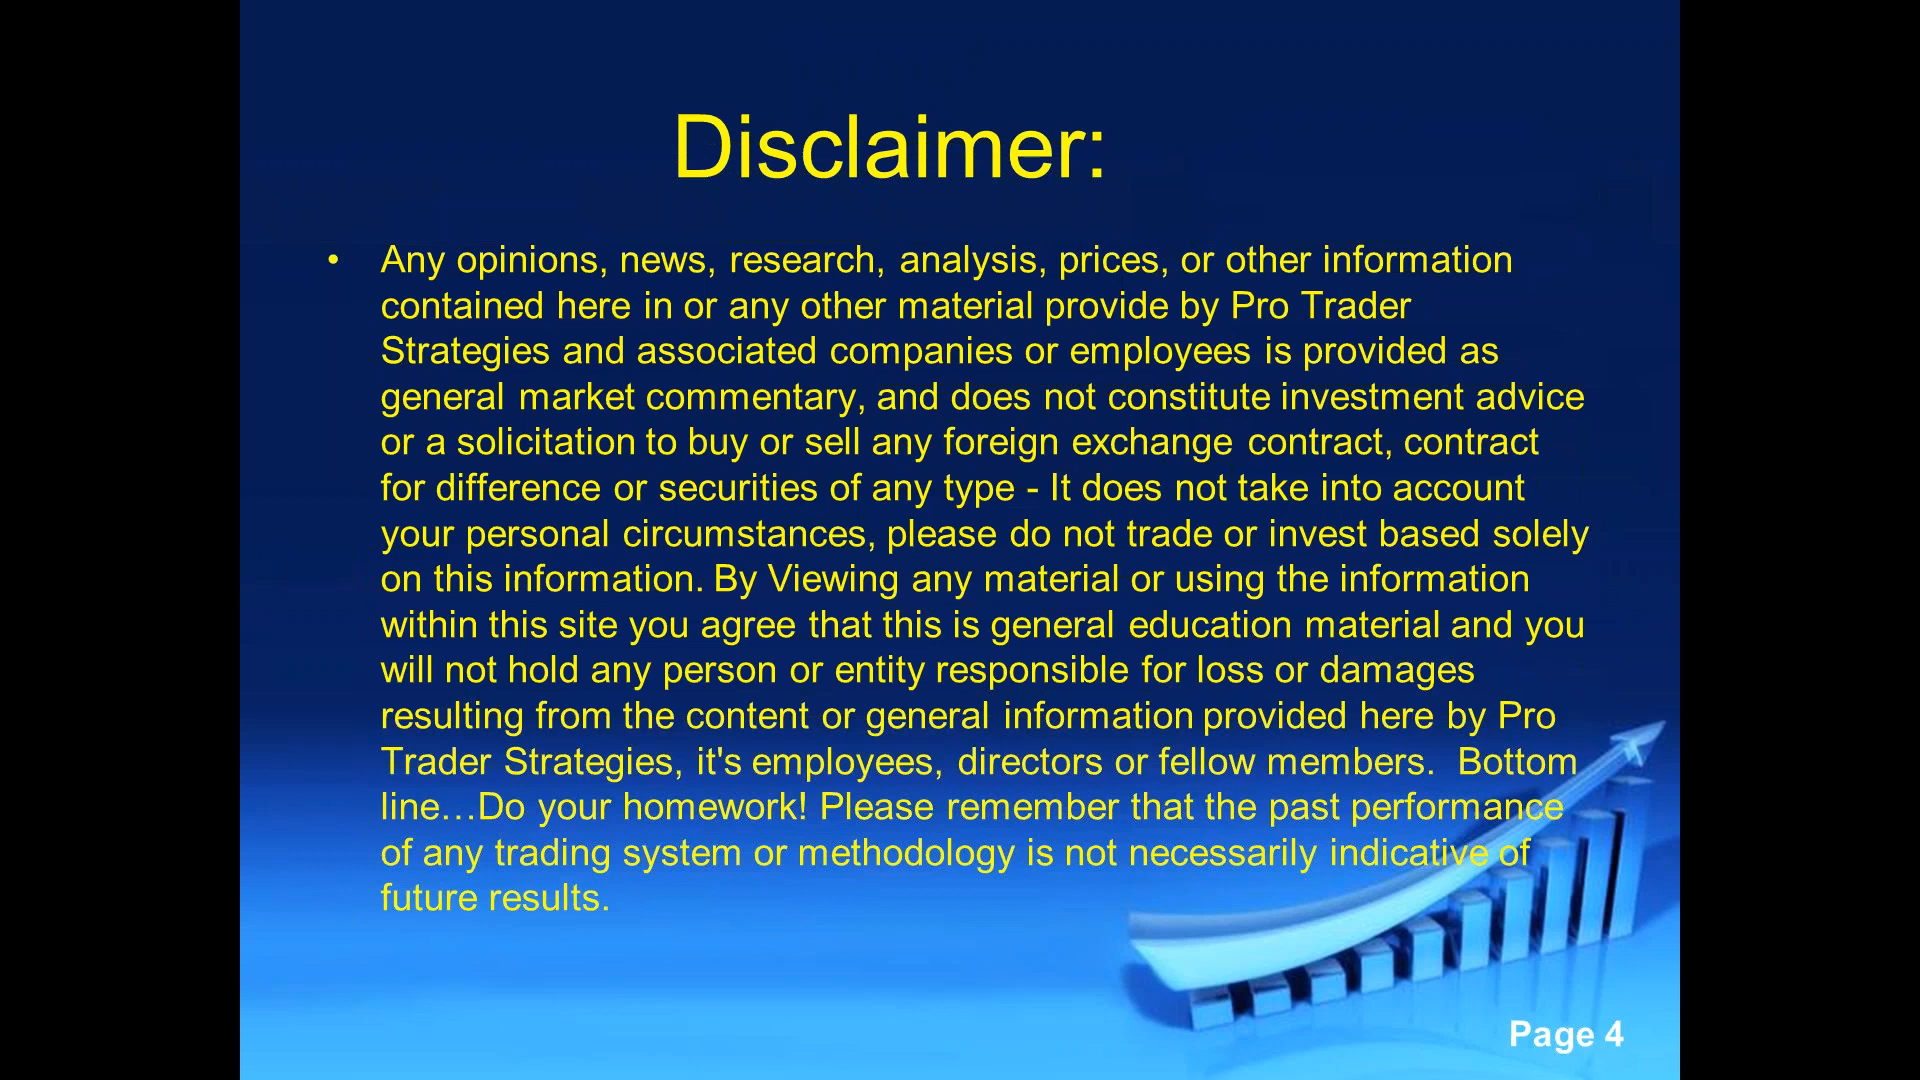 Disclaimer:
• Any opinions, news, research, analysis, prices, or other information
contained here in or any other material provide by Pro Trader
Strategies and associated companies or employees is provided as
general market commentary, and does not constitute investment advice
or a solicitation to buy or sell any foreign exchange contract, contract
for difference or securities of any type - It does not take into account
your personal circumstances, please do not trade or invest based solely
on this information. By Viewing any material or using the information
within this site you agree that this is general education material and you
will not hold any person or entity responsible for loss or damages
resulting from the content or general information provided here by Pro
Trader Strategies, it's employees, directors or fellow members.  Bottom
line…Do your homework! Please remember that the past performance
of any trading system or methodology is not necessarily indicative of
future results.
Page 4